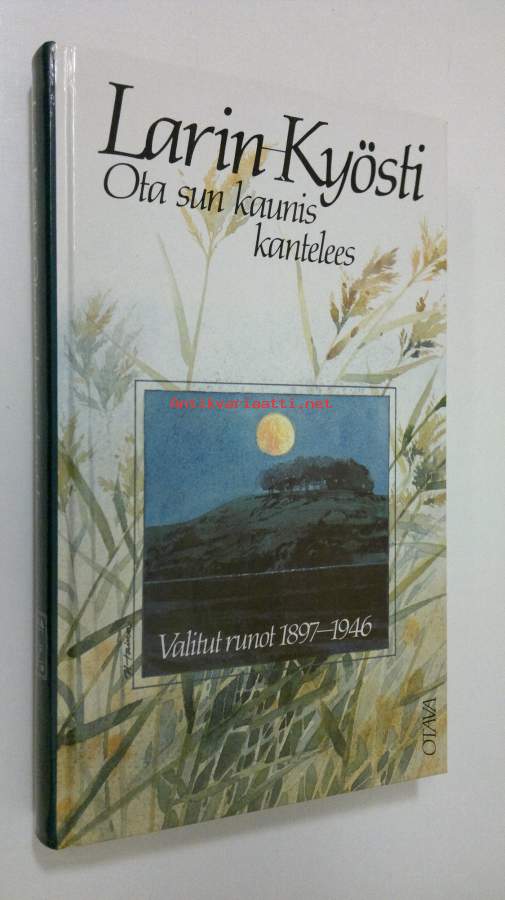 Larin-Kyösti
Ota sun kaunis
kantelees
Antikvariaatti.net
Valitut runot 1897–1946
OTAVA